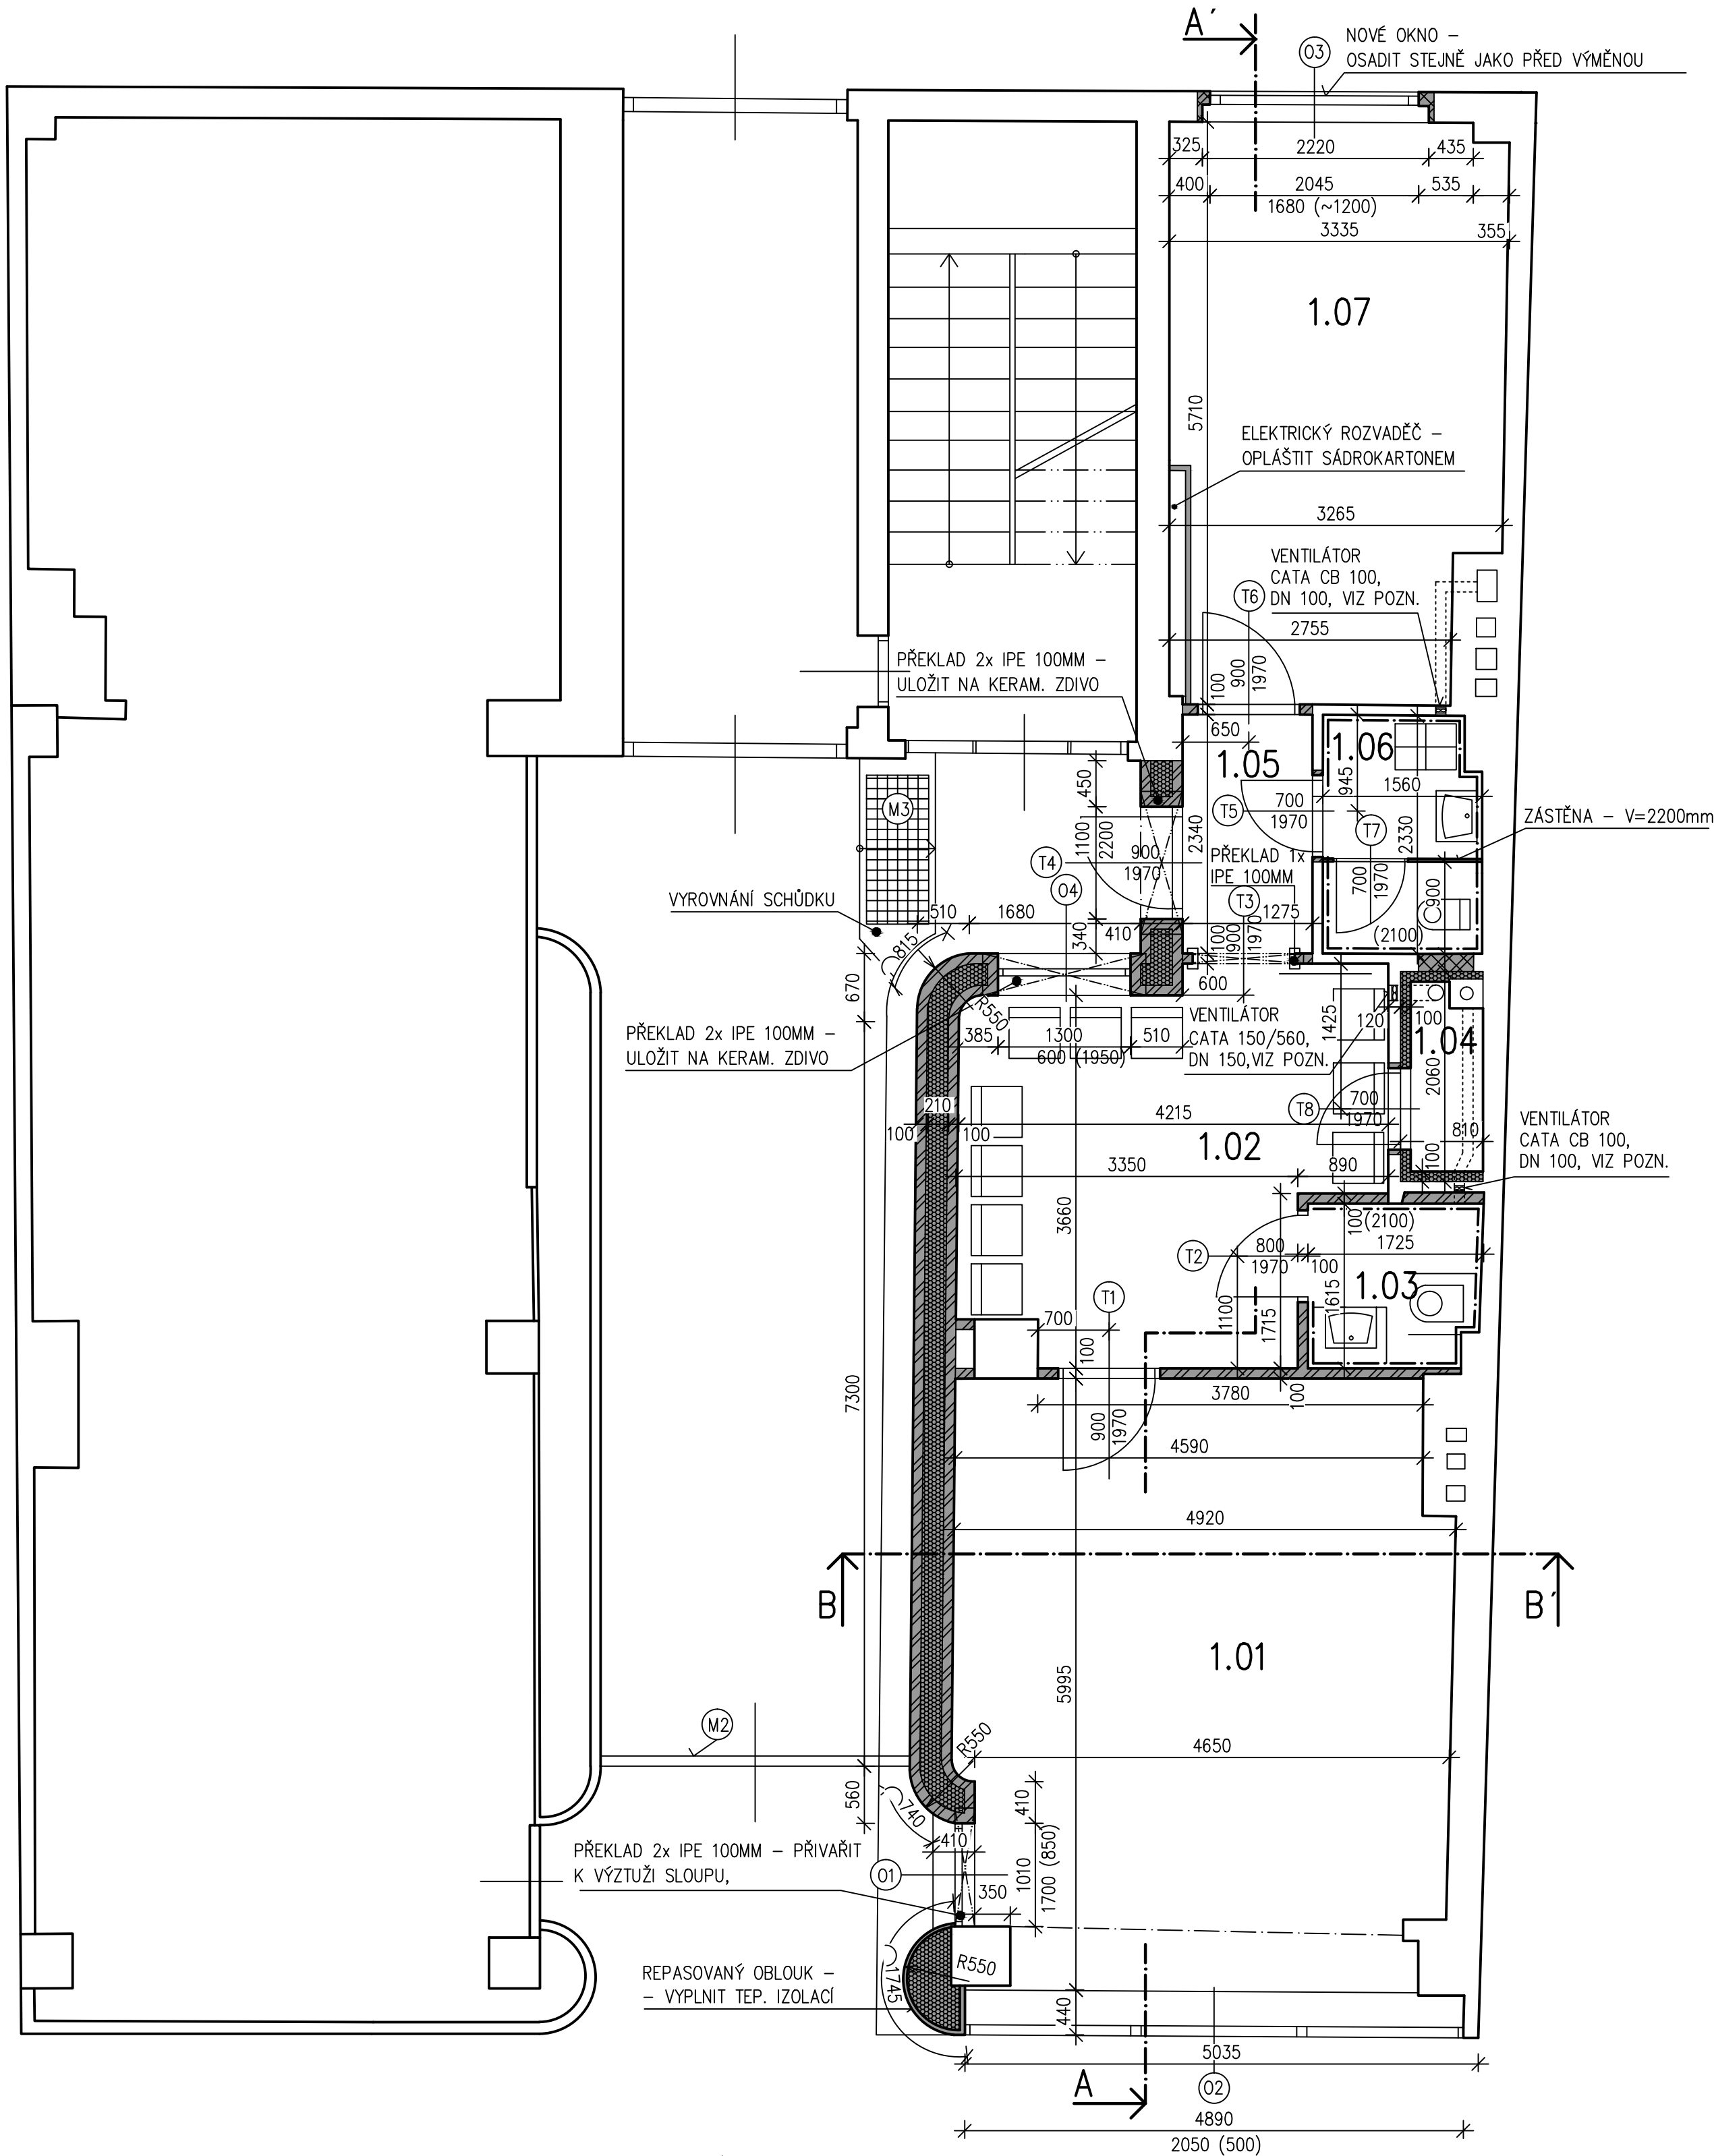 A´
O3
NOVÉ OKNO –
OSADIT STEJNĚ JAKO PŘED VÝMĚNOU
325
2220
435
400
2045
535
1680 (~1200)
3335
355
1.07
5710
ELEKTRICKÝ ROZVADĚČ –
OPLÁŠTIT SÁDROKARTONEM
3265
VENTILÁTOR
CATA CB 100,
DN 100, VIZ POZN.
T6
2755
PŘEKLAD 2x IPE 100MM –
ULOŽIT NA KERAM. ZDIVO
100
900
1970
650
1.05
1.06
945
1560
450
M3
T5
700
1970
T7
2330
ZÁSTĚNA – V=2200mm
1100
2200
2340
T4
900
1970
PŘEKLAD 1x
IPE 100MM
O4
T3
700
1970
900
VYROVNÁNÍ SCHŮDKU
510
1680
410
1275
340
(2100)
815
100
900
1970
670
R550
600
PŘEKLAD 2x IPE 100MM –
ULOŽIT NA KERAM. ZDIVO
385
1300
510
600 (1950)
VENTILÁTOR
CATA 150/560,
DN 150,VIZ POZN.
1425
120
100
1.04
2060
210
100
100
4215
T8
700
1970
810
1.02
VENTILÁTOR
CATA CB 100,
DN 100, VIZ POZN.
3350
890
100
3660
100
(2100)
T2
800
1970
100
1725
1.03
1615
T1
1100
1715
700
100
7300
3780
100
900
1970
4590
4920
B
B´
1.01
5995
M2
R550
4650
560
740
410
410
PŘEKLAD 2x IPE 100MM – PŘIVAŘIT
K VÝZTUŽI SLOUPU,
O1
1010
1700 (850)
350
REPASOVANÝ OBLOUK –
– VYPLNIT TEP. IZOLACÍ
R550
1745
440
5035
A
O2
4890
2050 (500)